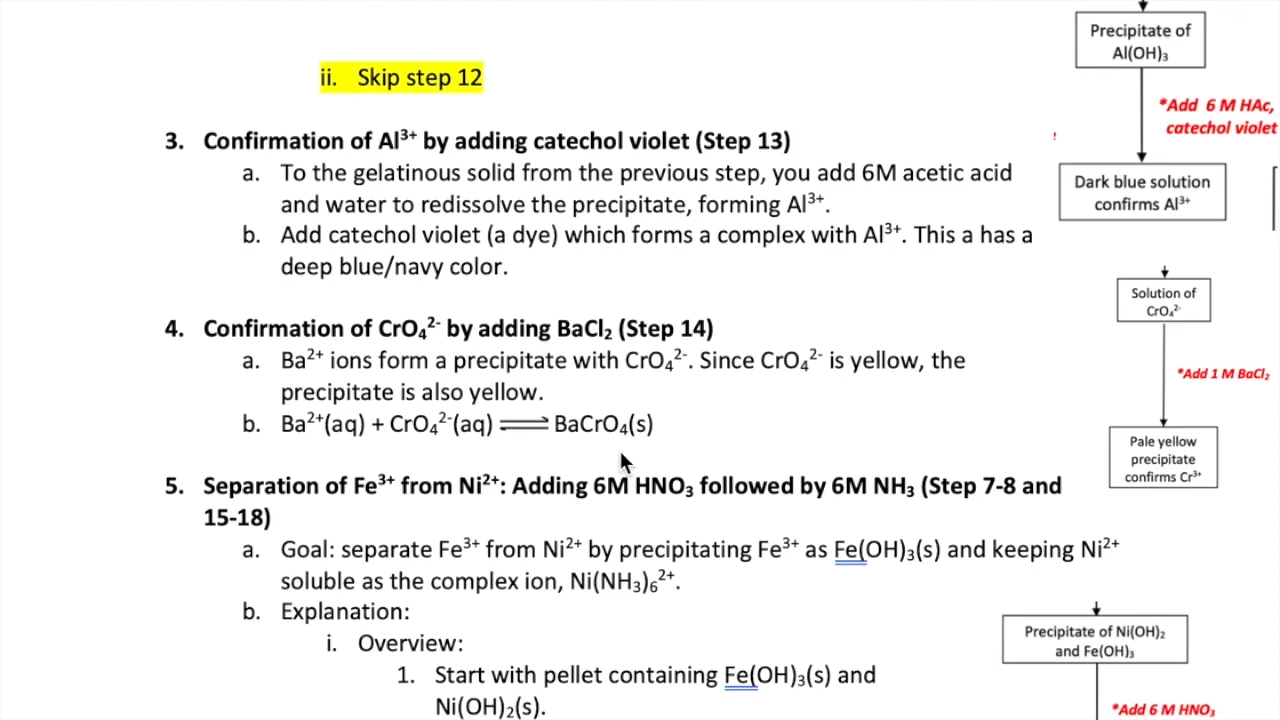 ii. Skip step 12
3. Confirmation of Al³⁺ by adding catechol violet (Step 13)
a. To the gelatinous solid from the previous step, you add 6M acetic acid
and water to redissolve the precipitate, forming Al³⁺.
b. Add catechol violet (a dye) which forms a complex with Al³⁺. This a has a
deep blue/navy color.
4. Confirmation of CrO₄²⁻ by adding BaCl₂ (Step 14)
a. Ba²⁺ ions form a precipitate with CrO₄²⁻. Since CrO₄²⁻ is yellow, the
precipitate is also yellow.
b. Ba²⁺(aq) + CrO₄²⁻(aq) ⇌ BaCrO₄(s)
5. Separation of Fe³⁺ from Ni²⁺: Adding 6M HNO₃ followed by 6M NH₃ (Step 7-8 and
15-18)
a. Goal: separate Fe³⁺ from Ni²⁺ by precipitating Fe³⁺ as Fe(OH)₃(s) and keeping Ni²⁺
soluble as the complex ion, Ni(NH₃)₆²⁺.
b. Explanation:
i. Overview:
1. Start with pellet containing Fe(OH)₃(s) and
Ni(OH)₂(s).
Precipitate of
Al(OH)₃
*Add 6 M HAc,
catechol violet
Dark blue solution
confirms Al³⁺
Solution of
CrO₄²⁻
*Add 1 M BaCl₂
Pale yellow
precipitate
confirms Cr³⁺
Precipitate of Ni(OH)₂
and Fe(OH)₃
*Add 6 M HNO₃